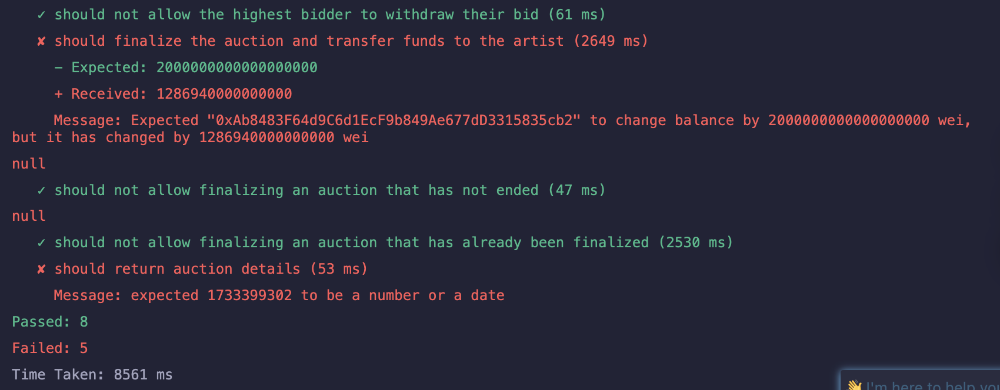 ✓ should not allow the highest bidder to withdraw their bid (61 ms)
✘ should finalize the auction and transfer funds to the artist (2649 ms)
− Expected: 2000000000000000000
+ Received: 1286940000000000
Message: Expected "0xAb8483F64d9C6d1EcF9b849Ae677dD3315835cb2" to change balance by 2000000000000000000 wei,
but it has changed by 1286940000000000 wei
null
✓ should not allow finalizing an auction that has not ended (47 ms)
null
✓ should not allow finalizing an auction that has already been finalized (2530 ms)
✘ should return auction details (53 ms)
Message: expected 1733399302 to be a number or a date
Passed: 8
Failed: 5
Time Taken: 8561 ms
👋 I'm here to help you